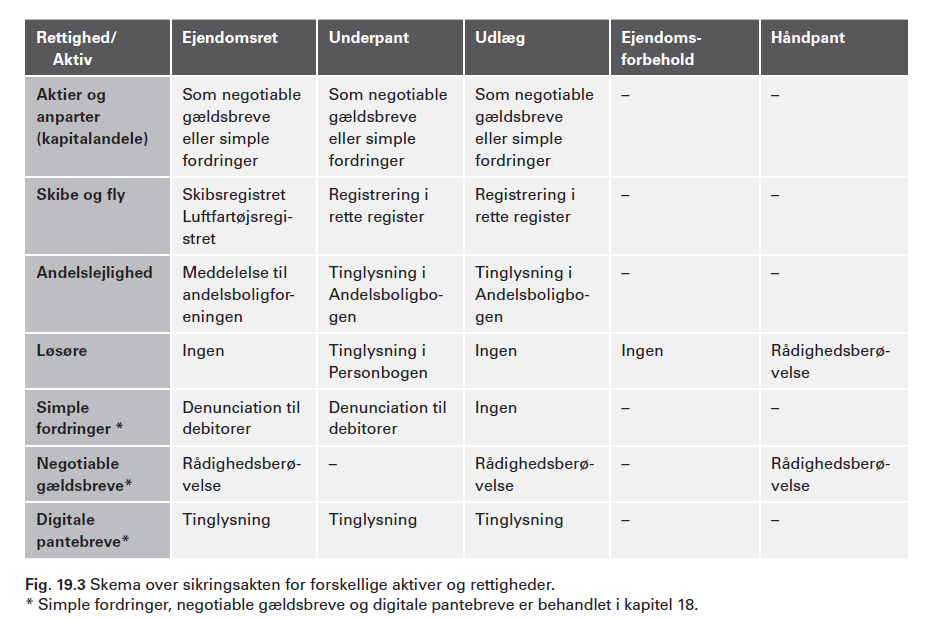 Rettighed/ Aktiv
Ejendomsret
Underpant
Udlæg
Ejendoms-
forbehold
Håndpant
Aktier og
anparter
(kapitalandele)
Som negotiable
gældsbreve
eller simple
fordringer
Som negotiable
gældsbreve
eller simple
fordringer
Som negotiable
gældsbreve
eller simple
fordringer
–
–
Skibe og fly
Skibsregistret
Luftfartøjsregi-
stret
Registrering i
rette register
Registrering i
rette register
–
–
Andelslejlighed
Meddelelse til
andelsboligfor-
eningen
Tinglysning i
Andelsboligbo-
gen
Tinglysning i
Andelsboligbo-
gen
–
–
Løsøre
Ingen
Tinglysning i
Personbogen
Ingen
Ingen
Rådighedsberø-
velse
Simple
fordringer *
Denunciation til
debitorer
Denunciation til
debitorer
Ingen
–
–
Negotiable
gældsbreve*
Rådighedsberø-
velse
–
Rådighedsberø-
velse
–
Rådighedsberø-
velse
Digitale
pantebreve*
Tinglysning
Tinglysning
Tinglysning
–
–
Fig. 19.3 Skema over sikringsakten for forskellige aktiver og rettigheder.
* Simple fordringer, negotiable gældsbreve og digitale pantebreve er behandlet i kapitel 18.